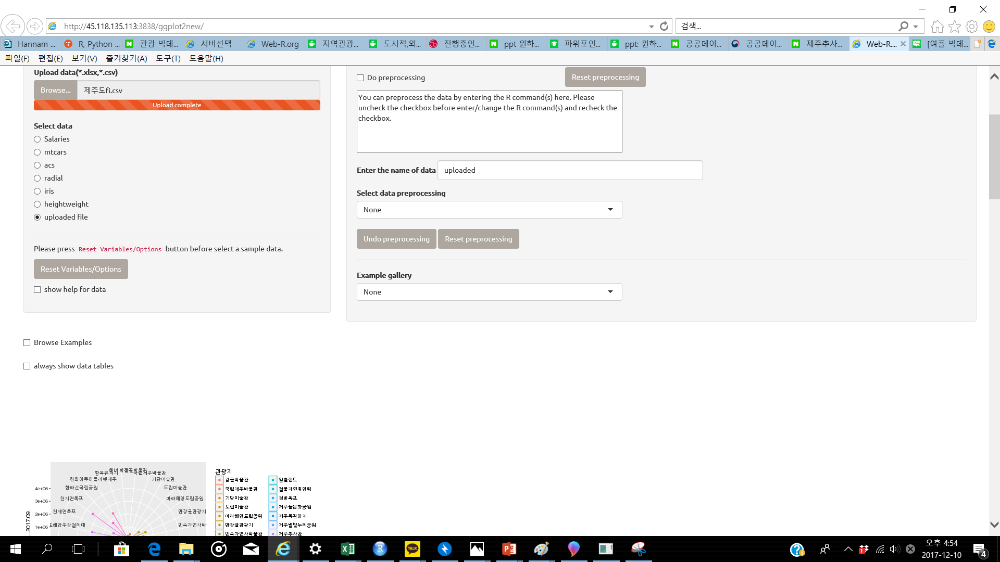 http://45.118.135.113:3838/ggplot2new/
검색...
Hannam ...
R, Python ...
관광 빅데...
서버선택
Web-R.org
지역관광...
도시적,외...
진행중인...
ppt 원하...
파워포인...
ppt: 원하...
공공데이...
공공데이...
제주추사...
Web-R....
[여플 빅데...
파일(F) 편집(E) 보기(V) 즐겨찾기(A) 도구(T) 도움말(H)
Upload data(*.xlsx,*.csv)
Browse... 제주도fi.csv
Upload complete
Select data
Salaries
mtcars
acs
radial
iris
heightweight
uploaded file
Please press Reset Variables/Options button before select a sample data.
Reset Variables/Options
show help for data
Do preprocessing
Reset preprocessing
You can preprocess the data by entering the R command(s) here. Please
uncheck the checkbox before enter/change the R command(s) and recheck the
checkbox.
Enter the name of data uploaded
Select data preprocessing
None
Undo preprocessing Reset preprocessing
Example gallery
None
Browse Examples
always show data tables
항목유적지
국립제주박물관
한화아쿠아플라넷제주
기당미술관
한라산국립공원
도립미술관
천지연폭포
마라해양도립공원
천제연폭포
만장굴관광지
해안주상절리대
민속자연사박
4e+06
3e+06
2e+06
1e+06
2017.09.
관광지
감귤박물관
국립제주박물관
기당미술관
도립미술관
마라해양도립공원
만장굴관광지
민속자연사박물관
일출랜드
절물자연휴양림
정방폭포
제주돌문화공원
제주목관아지
제주별빛누리공원
제주추사관
TALK
오후 4:54
2017-12-10
4